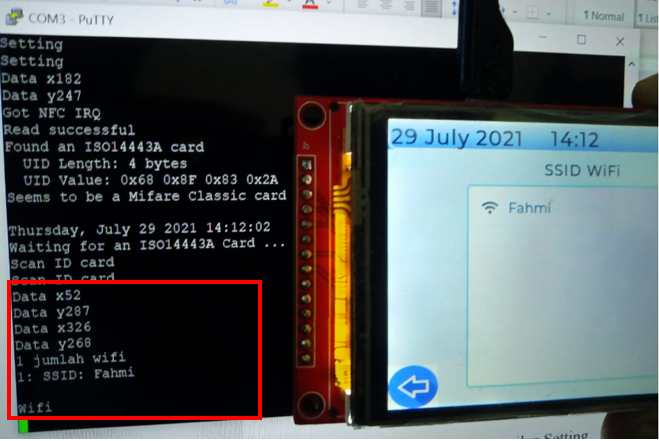 COM3 - PuTTY
1 Normal
1 List
Setting
Setting
Data x182
Data y247
Got NFC IRQ
Read successful
Found an ISO14443A card
UID Length: 4 bytes
UID Value: 0x68 0x8F 0x83 0x2A
Seems to be a Mifare Classic card
Thursday, July 29 2021 14:12:02
Waiting for an ISO14443A Card ...
Scan ID card
Scan ID card
Data x52
Data y287
Data x326
Data y268
1 jumlah wifi
1: SSID: Fahmi
Wifi
29 July 2021 14:12
SSID WiFi
Fahmi
Setting